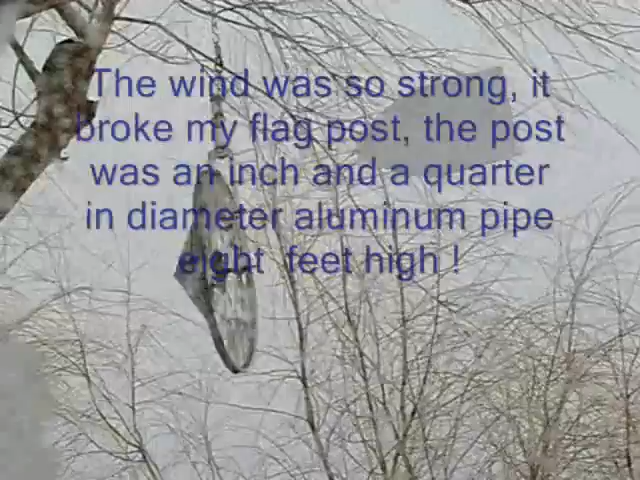 The wind was so strong, it
broke my flag post, the post
was an inch and a quarter
in diameter aluminum pipe
eight feet high !